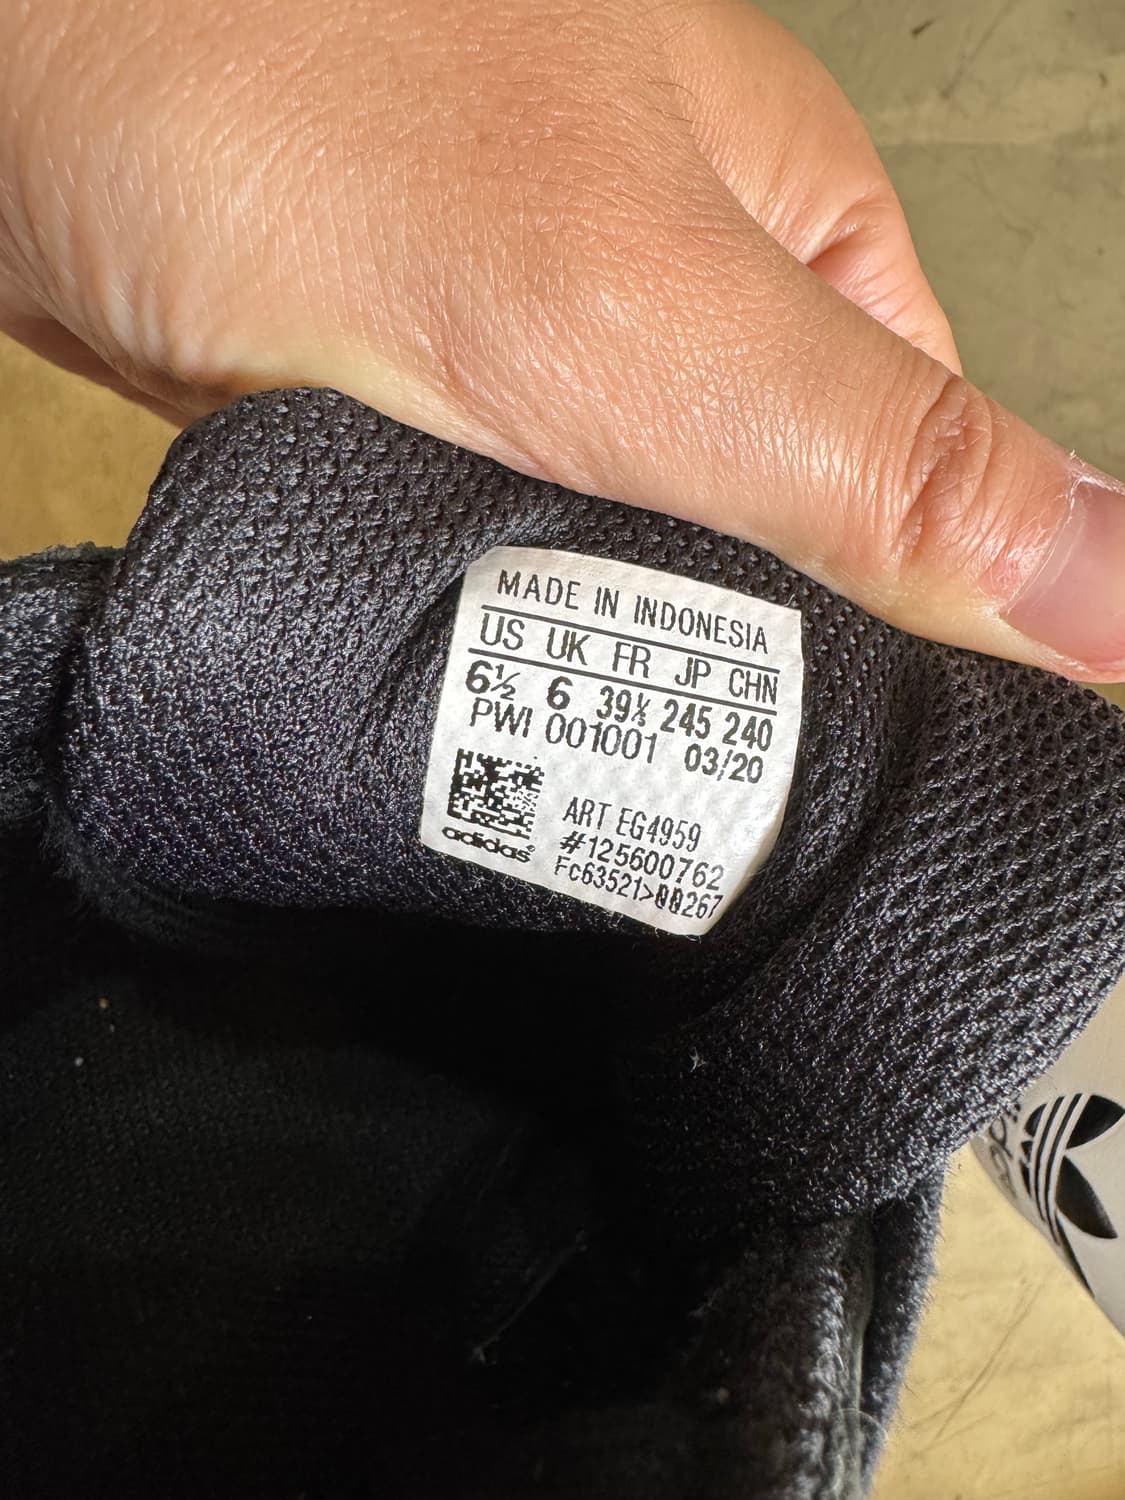 MADE IN INDONESIA
US UK FR JP CHN
6½ 6 39⅓ 245 240
PWI 001001 03/20
ART EG4959
#125600762
adidas
Fc63521>00267